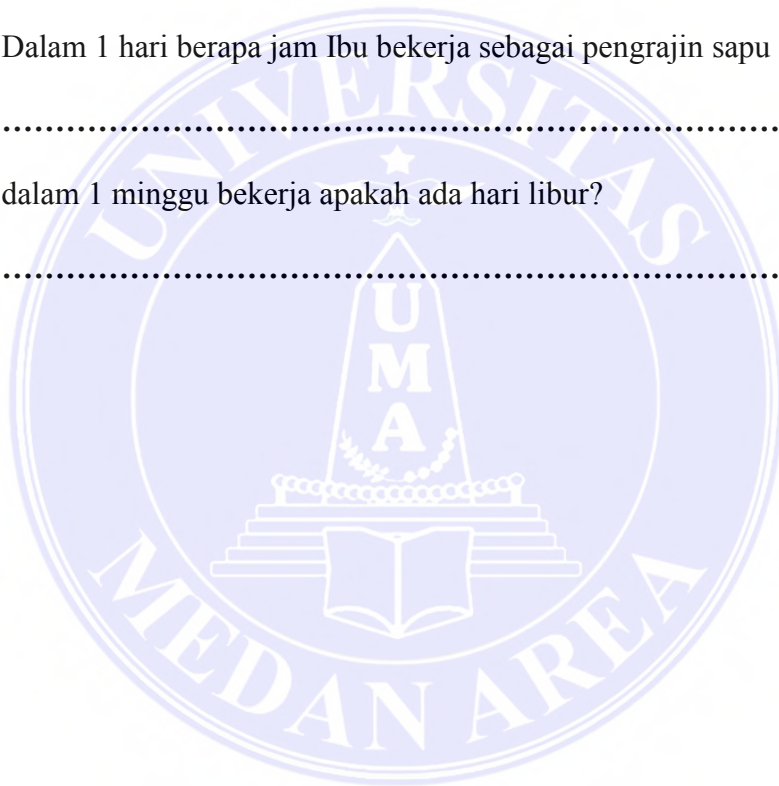 Dalam 1 hari berapa jam Ibu bekerja sebagai pengrajin sapu
........................................................................
dalam 1 minggu bekerja apakah ada hari libur?
........................................................................
UNIVERSITAS
UMA
MEDAN AREA